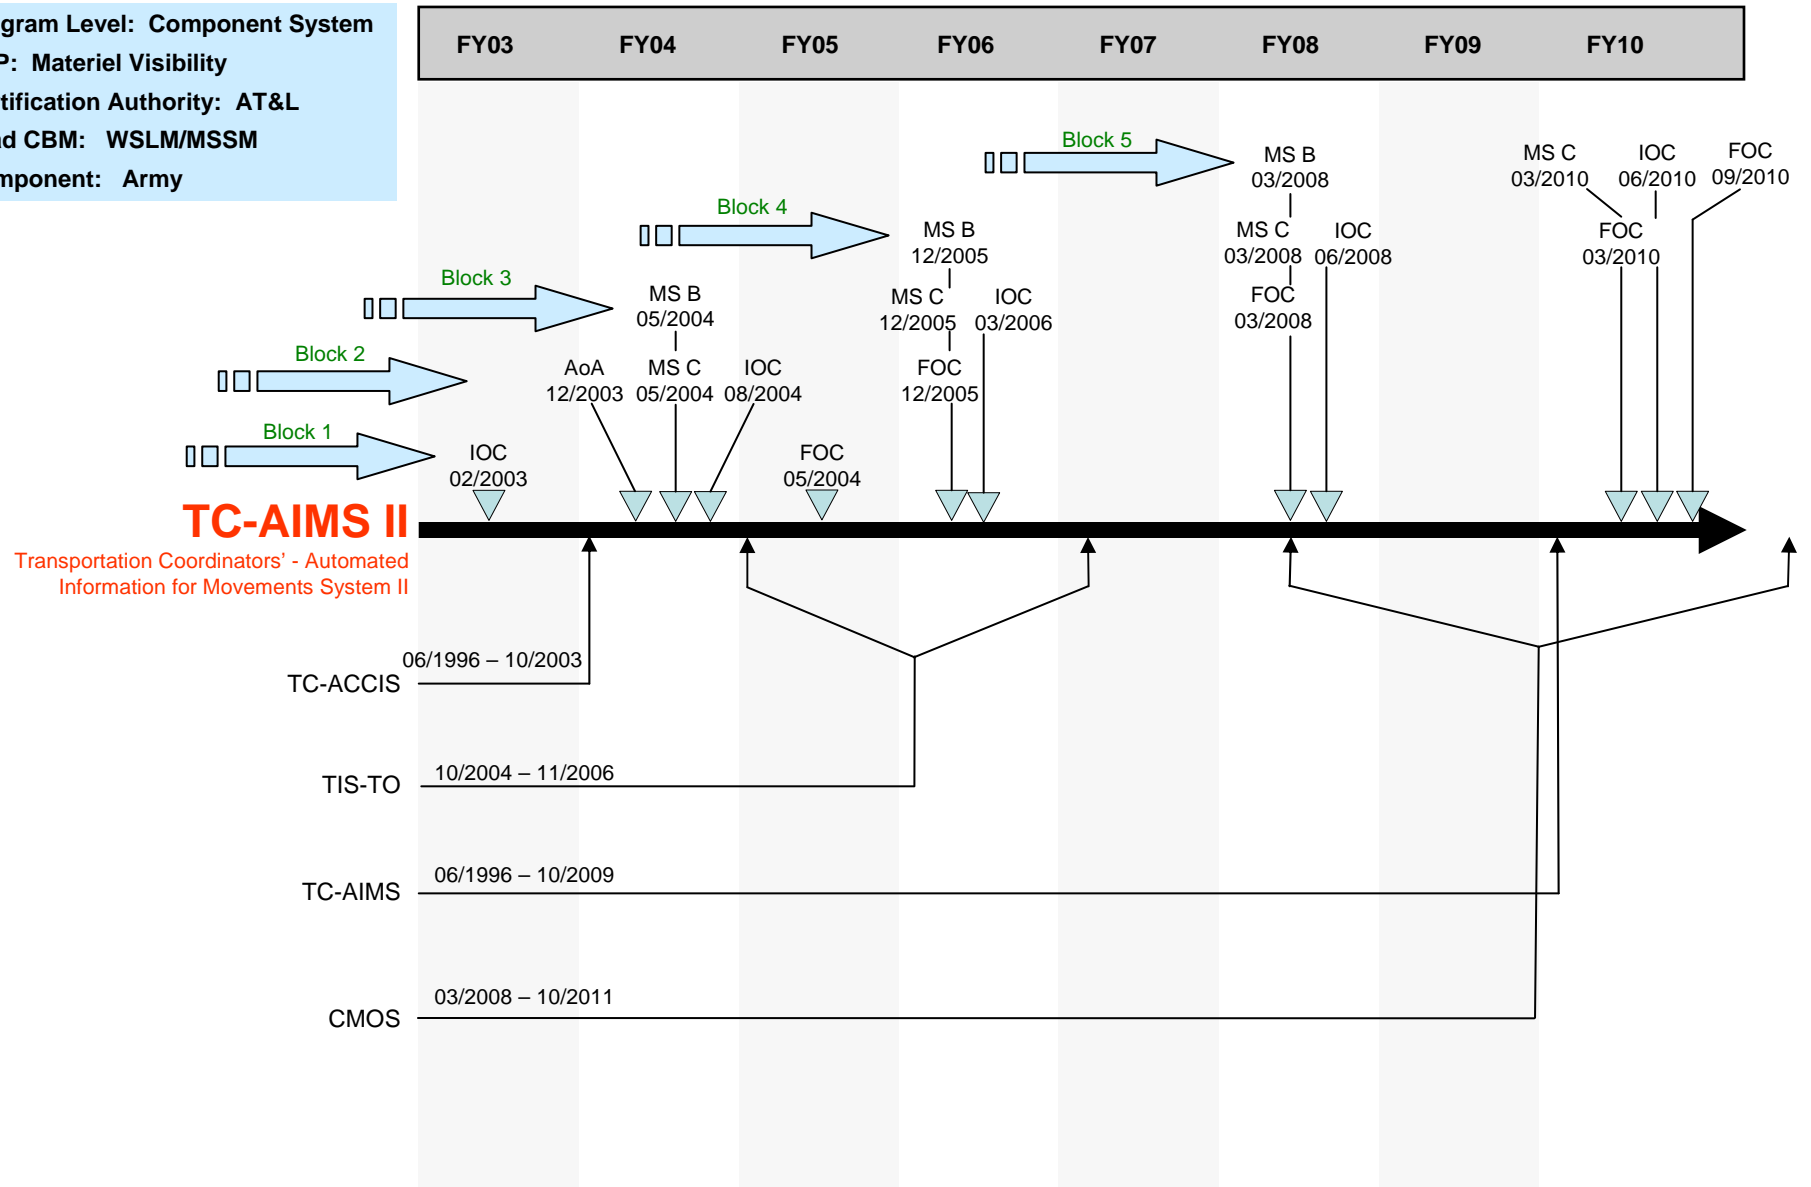 gram Level: Component System
P: Materiel Visibility
tification Authority: AT&L
ad CBM: WSLM/MSSM
mponent: Army
FY03 FY04 FY05 FY06 FY07 FY08 FY09 FY10
Block 5
MS B
03/2008
MS C
03/2010
IOC
06/2010
FOC
09/2010
Block 4
MS B
12/2005
MS C
03/2008
IOC
06/2008
FOC
03/2010
Block 3
MS B
05/2004
MS C
12/2005
IOC
03/2006
FOC
03/2008
Block 2
AoA
12/2003
MS C
05/2004
IOC
08/2004
FOC
12/2005
Block 1
IOC
02/2003
FOC
05/2004
TC-AIMS II
Transportation Coordinators' - Automated
Information for Movements System II
06/1996 – 10/2003
TC-ACCIS
10/2004 – 11/2006
TIS-TO
06/1996 – 10/2009
TC-AIMS
03/2008 – 10/2011
CMOS